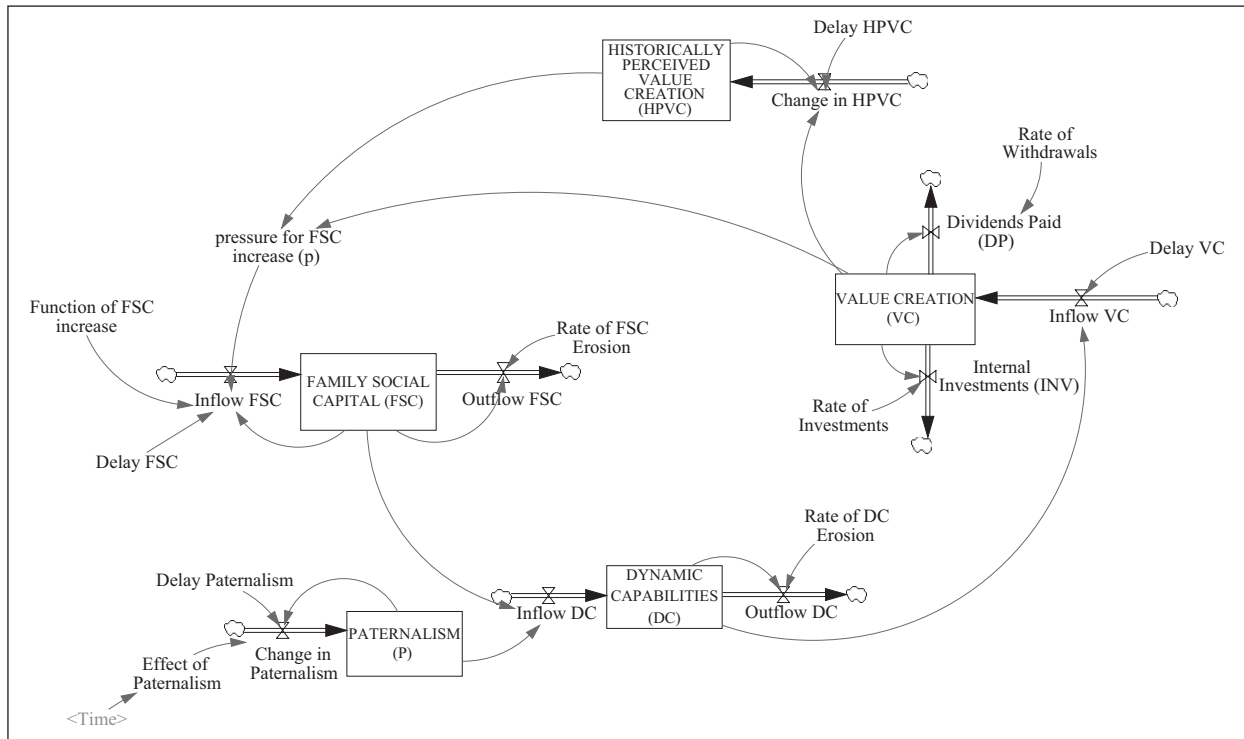 Delay HPVC
HISTORICALLY
PERCEIVED
VALUE
CREATION
(HPVC)
Change in HPVC
Rate of
Withdrawals
Dividends Paid
(DP)
pressure for FSC
increase (p)
Delay VC
Function of FSC
increase
VALUE CREATION
(VC)
Inflow VC
Rate of FSC
Erosion
FAMILY SOCIAL
CAPITAL (FSC)
Inflow FSC
Outflow FSC
Internal
Investments (INV)
Rate of
Investments
Delay FSC
Rate of DC
Erosion
Delay Paternalism
DYNAMIC
CAPABILITIES
(DC)
Inflow DC
Outflow DC
PATERNALISM
(P)
Change in
Paternalism
Effect of
Paternalism
<Time>